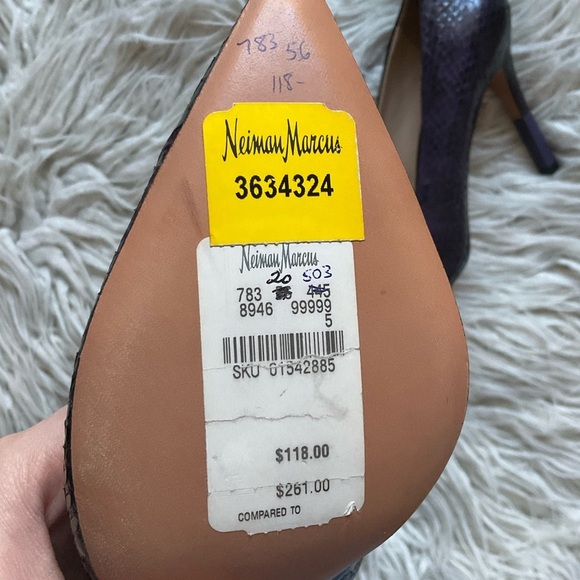 783 56
118-
Neiman Marcus
3634324
Neiman Marcus
20 503
783 445
8946 99999
5
SKU 01542885
$118.00
$261.00
COMPARED TO